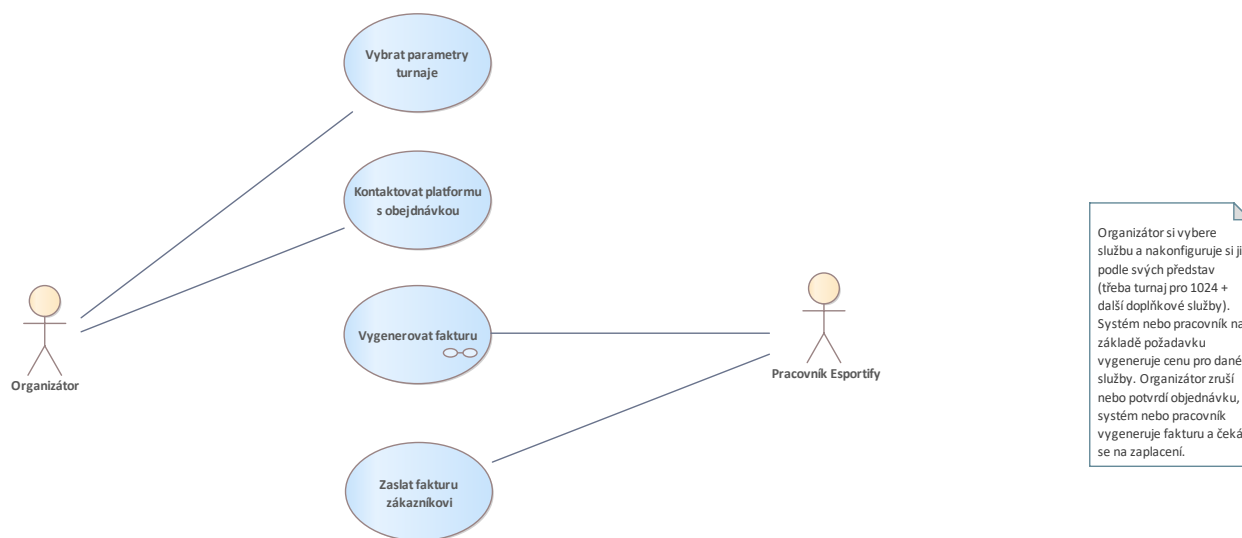 Vybrat parametry
turnaje
Kontaktovat platformu
s obejdnávkou
Vygenerovat fakturu
Zaslat fakturu
zákazníkovi
Organizátor
Pracovník Esportify
Organizátor si vybere
službu a nakonfiguruje si ji
podle svých představ
(třeba turnaj pro 1024 +
další doplňkové služby).
Systém nebo pracovník na
základě požadavku
vygeneruje cenu pro dané
služby. Organizátor zruší
nebo potvrdí objednávku,
systém nebo pracovník
vygeneruje fakturu a čeká
se na zaplacení.